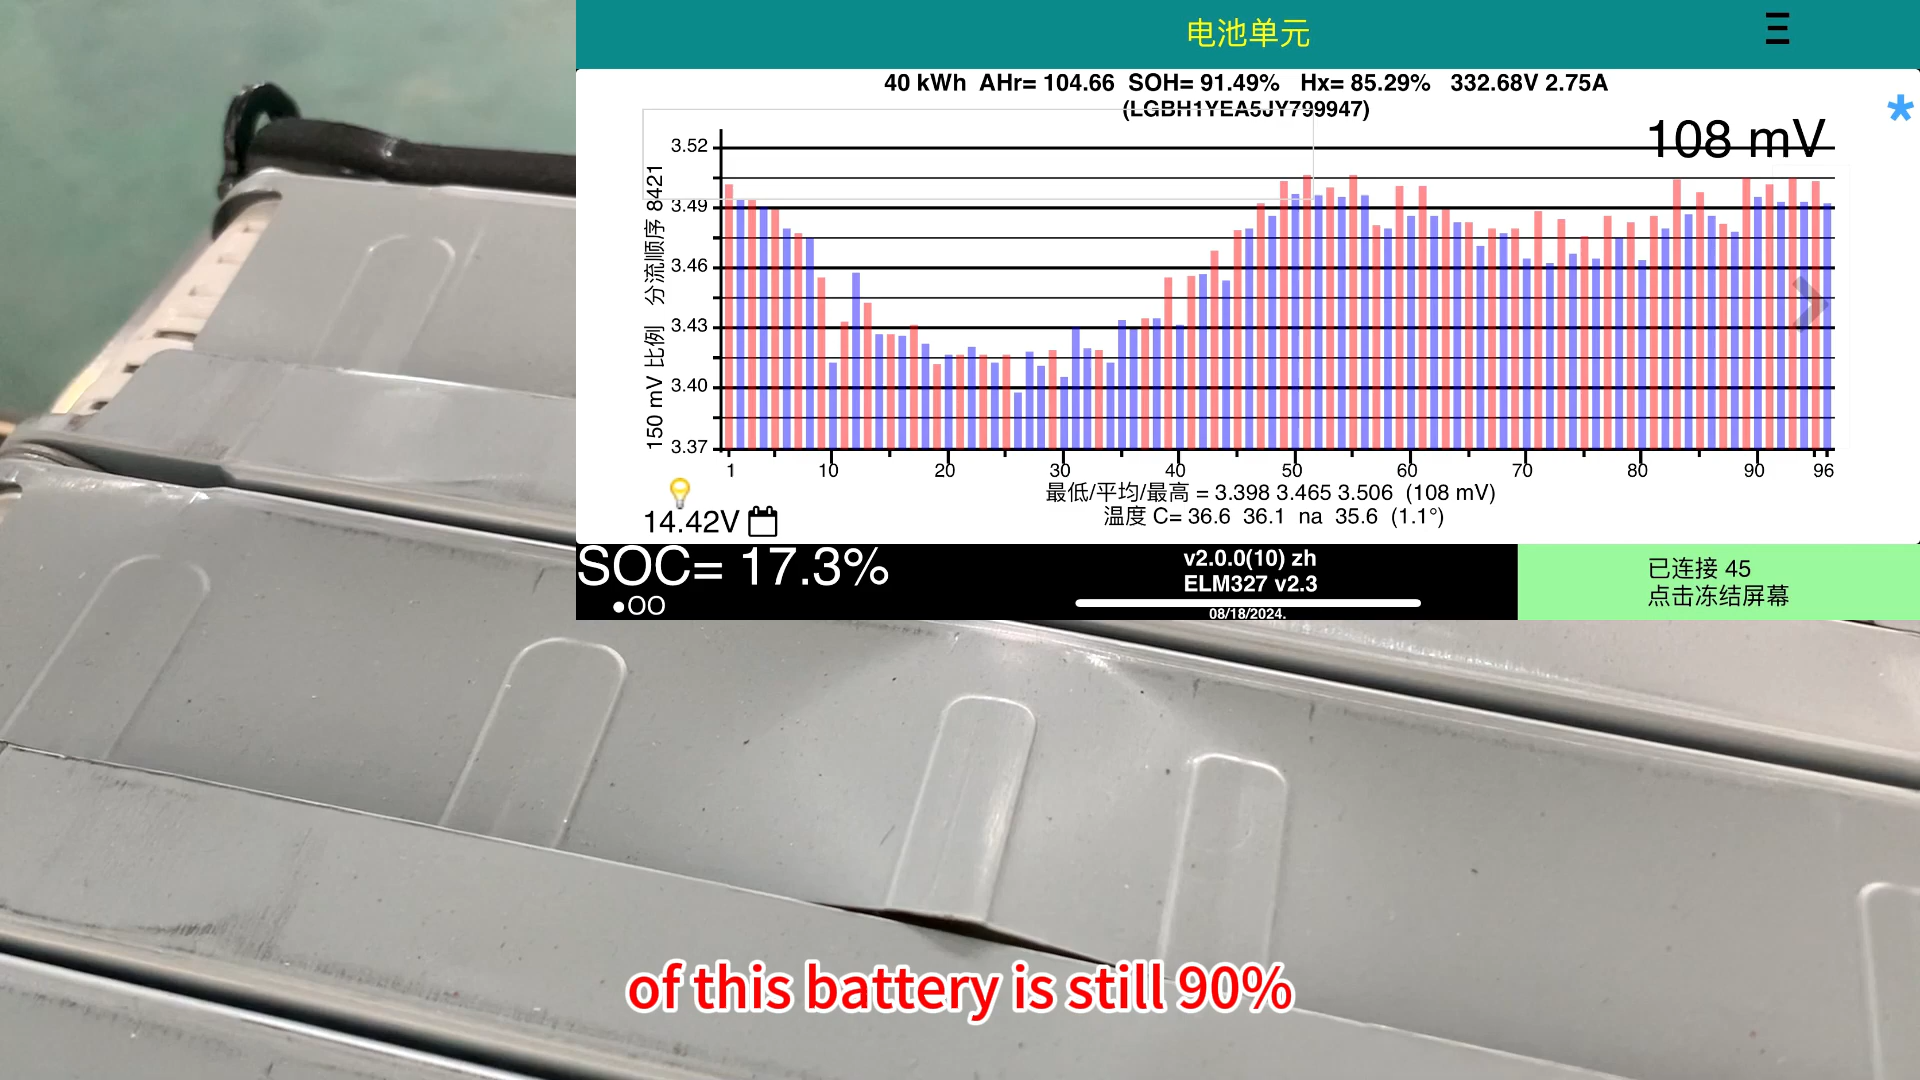 电池单元
40 kWh AHr= 104.66 SOH= 91.49% Hx= 85.29% 332.68V 2.75A
(LGBH1YEA5JY799947)
108 mV
150 mV 比例 分流顺序 8421
3.52
3.49
3.46
3.43
3.40
3.37
1 10 20 30 40 50 60 70 80 90 96
最低/平均/最高 = 3.398 3.465 3.506 (108 mV)
温度 C= 36.6 36.1 na 35.6 (1.1°)
14.42V
SOC= 17.3%
v2.0.0(10) zh
ELM327 v2.3
08/18/2024.
已连接 45
点击冻结屏幕
of this battery is still 90%